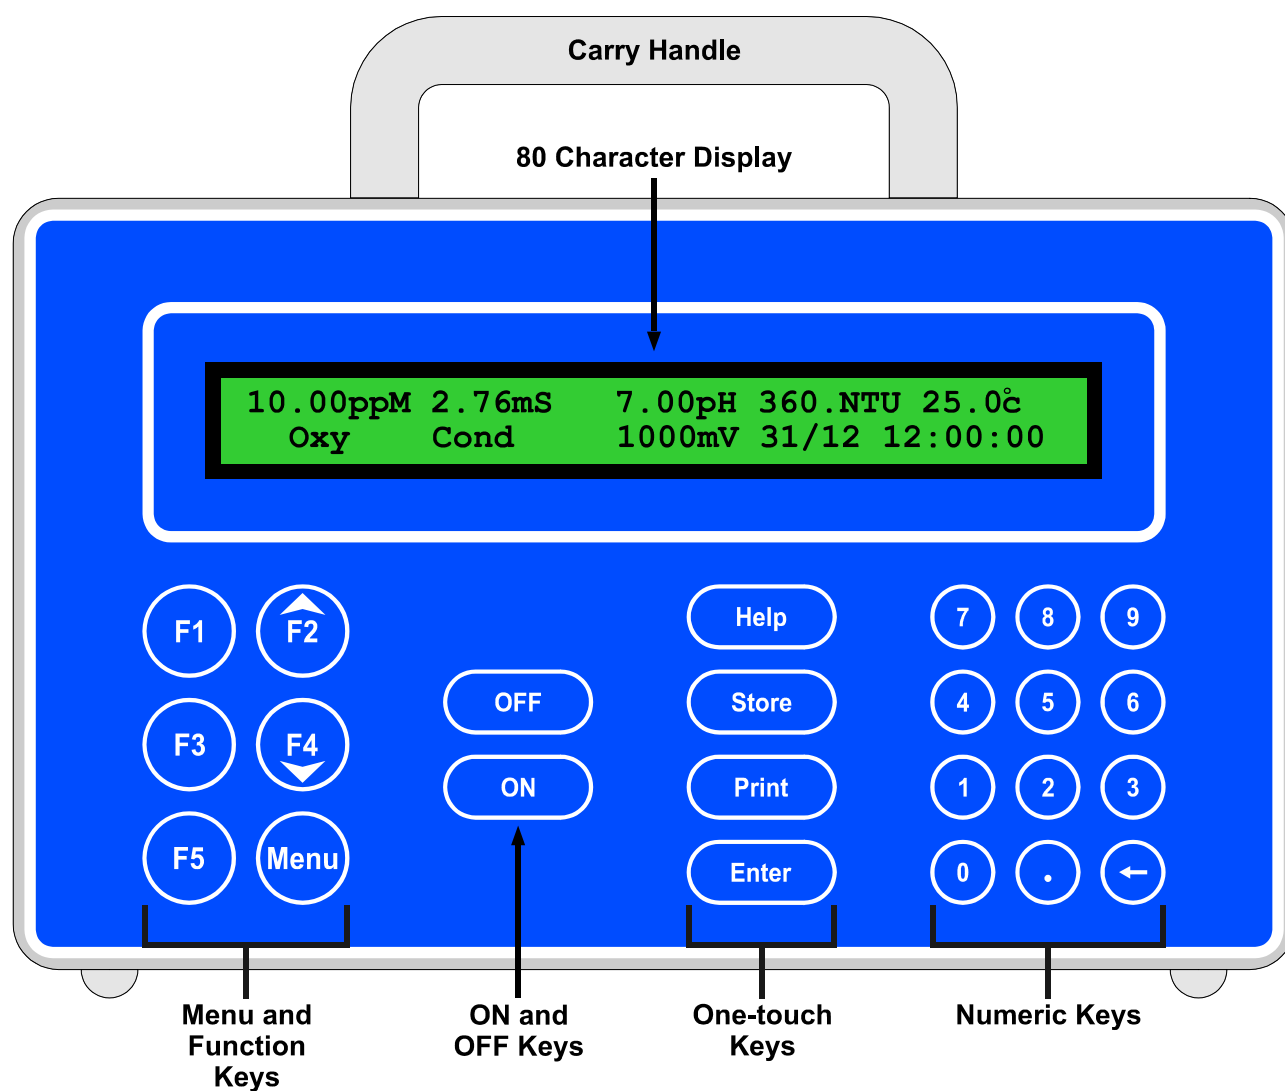 Carry Handle
80 Character Display
10.00ppM 2.76mS 7.00pH 360.NTU 25.0°c
Oxy Cond 1000mV 31/12 12:00:00
F1 F2 Help 7 8 9
OFF Store 4 5 6
F3 F4
ON Print 1 2 3
F5 Menu Enter 0 . ←
Menu and
Function
Keys
ON and
OFF Keys
One-touch
Keys
Numeric Keys